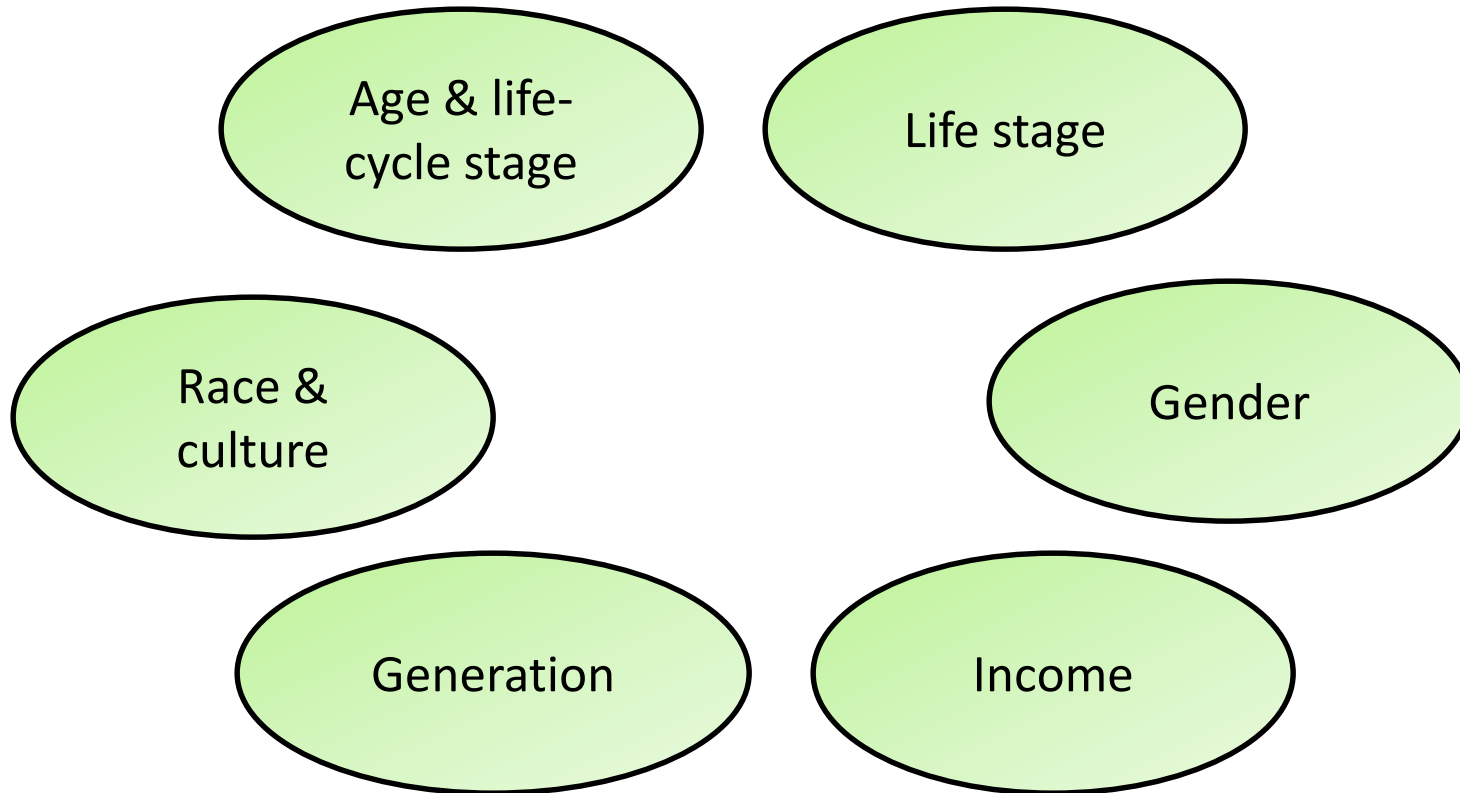 Age & life-
cycle stage
Life stage
Race &
culture
Gender
Generation
Income